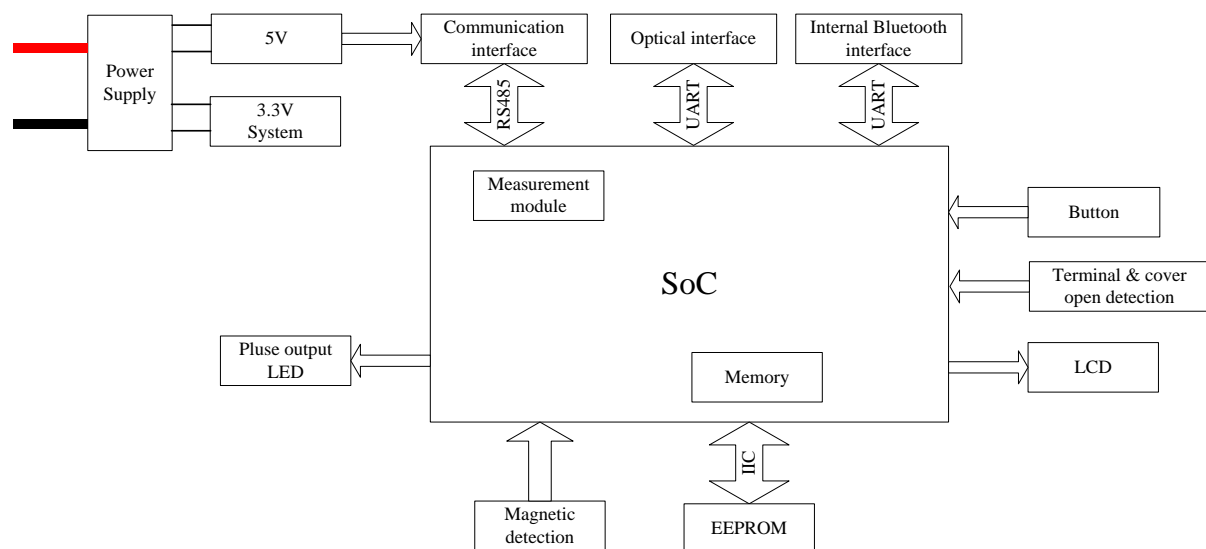 Power
Supply
5V
3.3V
System
Communication
interface
Optical interface
Internal Bluetooth
interface
RS485
UART
UART
Measurement
module
SoC
Memory
Button
Terminal & cover
open detection
LCD
Pluse output
LED
Magnetic
detection
IIC
EEPROM